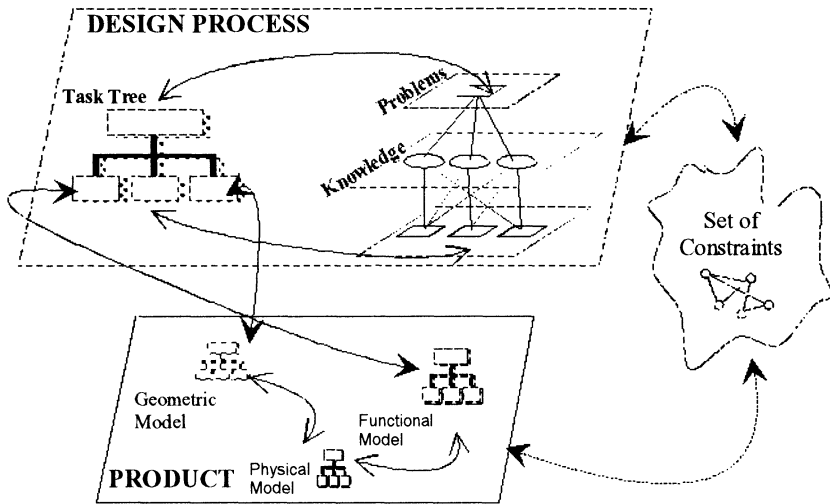 DESIGN PROCESS
Task Tree
Problems
Knowledge
Set of
Constraints
Geometric
Model
Functional
Model
Physical
Model
PRODUCT